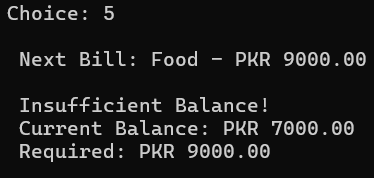 Choice: 5
Next Bill: Food - PKR 9000.00
Insufficient Balance!
Current Balance: PKR 7000.00
Required: PKR 9000.00